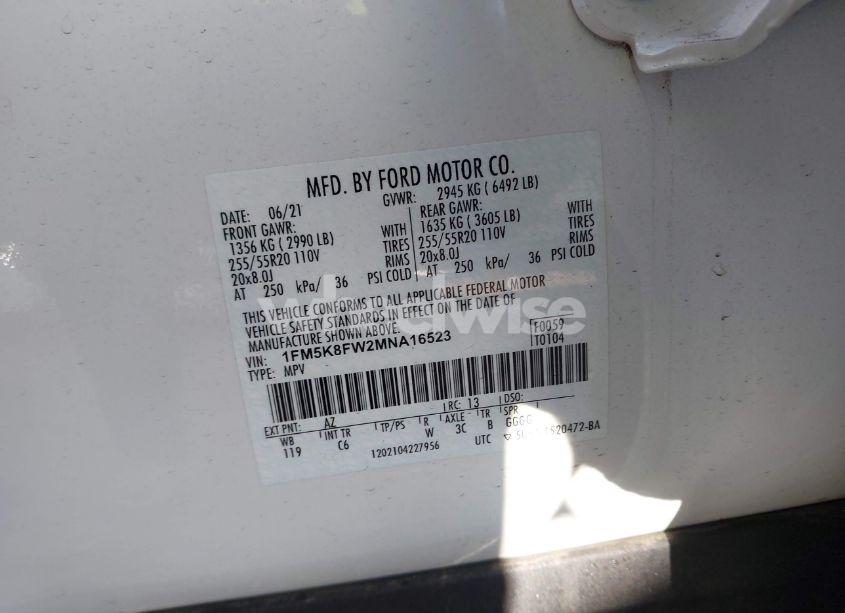 MFD. BY FORD MOTOR CO.
DATE: 06/21 GVWR: 2945 KG ( 6492 LB)
FRONT GAWR: WITH REAR GAWR: WITH
1356 KG ( 2990 LB) TIRES 1635 KG ( 3605 LB) TIRES
255/55R20 110V RIMS 255/55R20 110V RIMS
20x8.0J 20x8.0J
AT 250 kPa/ 36 PSI COLD AT 250 kPa/ 36 PSI COLD
THIS VEHICLE CONFORMS TO ALL APPLICABLE FEDERAL MOTOR
VEHICLE SAFETY STANDARDS IN EFFECT ON THE DATE OF
MANUFACTURE SHOWN ABOVE.
VIN: 1FM5K8FW2MNA16523 F0059
TYPE: MPV T0104
wheelwise
EXT PNT: AZ RC: 13 DSO:
WB INT TR TP/PS R AXLE TR SPR
119 C6 W 3C B GGGG
1202104227956 UTC 1520472-BA